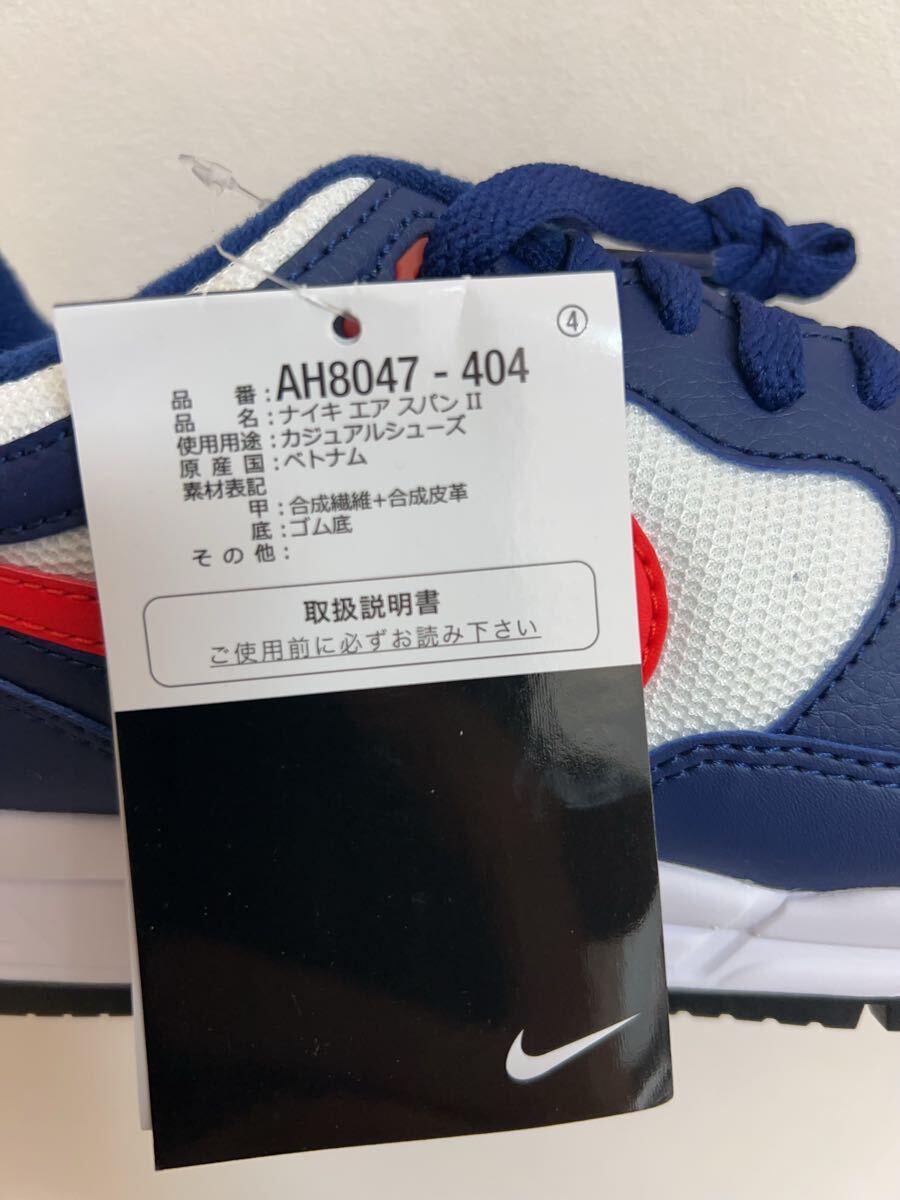 ④
品番：AH8047 - 404
品名：ナイキ エア スパン II
使用用途：カジュアルシューズ
原産国：ベトナム
素材表記
甲：合成繊維+合成皮革
底：ゴム底
その他：
取扱説明書
ご使用前に必ずお読み下さい